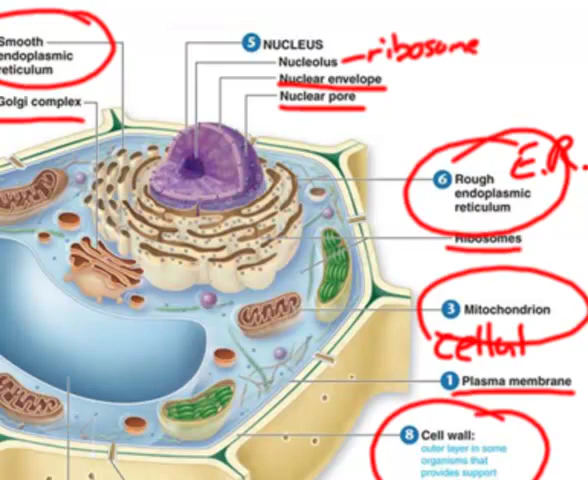 Smooth
endoplasmic
reticulum
Golgi complex
5 NUCLEUS
Nucleolus
ribosome
Nuclear envelope
Nuclear pore
E.R.
6 Rough
endoplasmic
reticulum
Ribosomes
3 Mitochondrion
1 Plasma membrane
8 Cell wall:
outer layer in some
organisms that
provides support